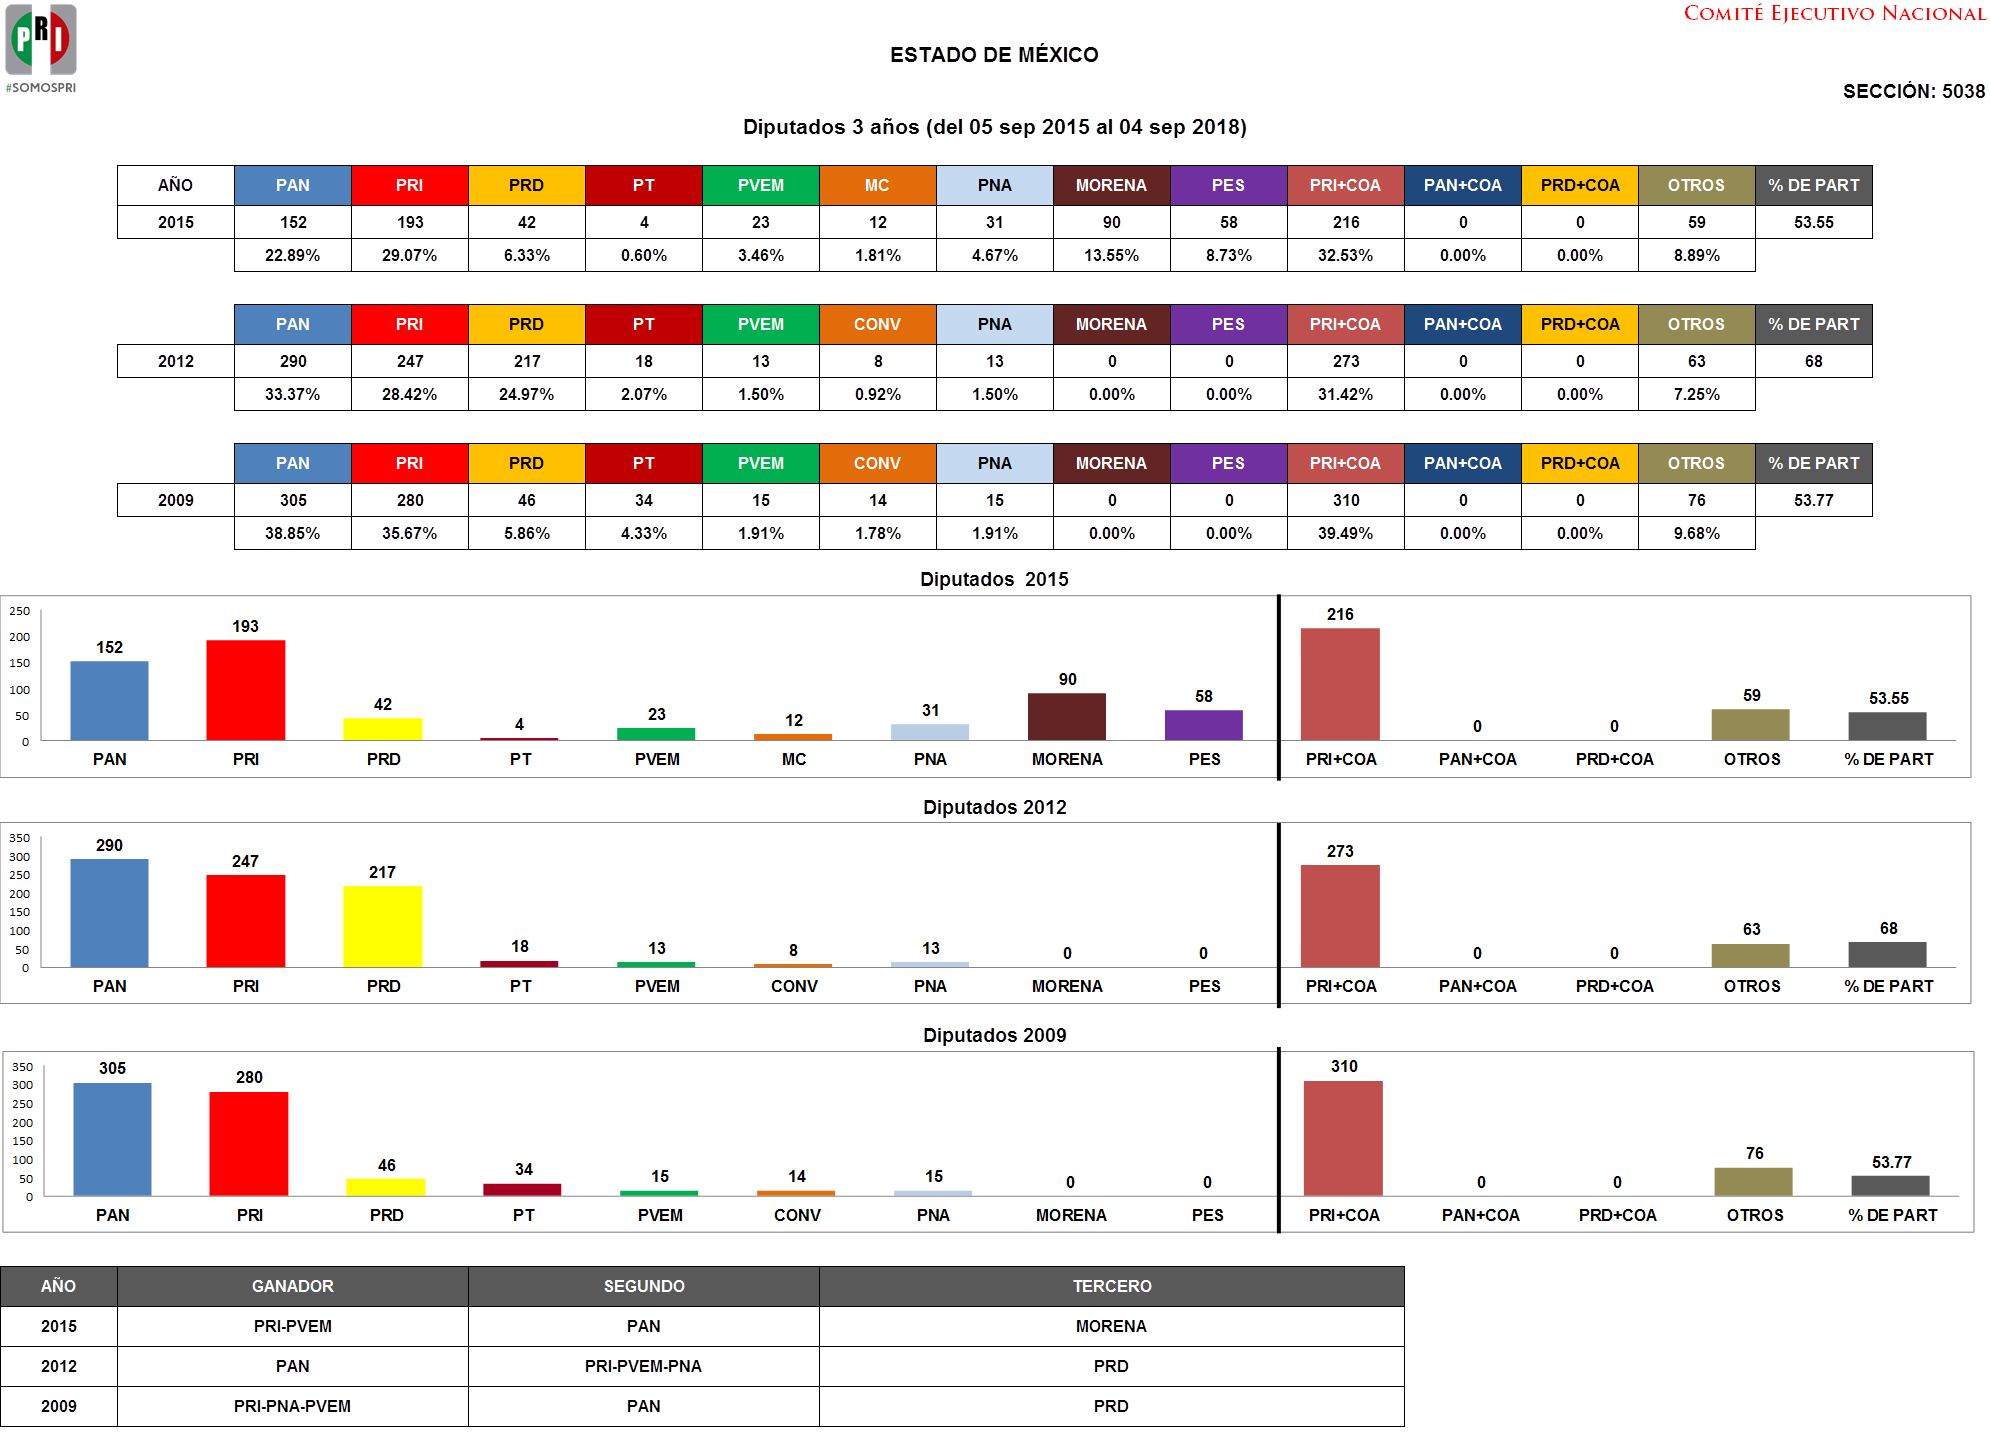 PRI
#SOMOSPRI
COMITÉ EJECUTIVO NACIONAL
ESTADO DE MÉXICO
SECCIÓN: 5038
Diputados 3 años (del 05 sep 2015 al 04 sep 2018)
AÑO PAN PRI PRD PT PVEM MC PNA MORENA PES PRI+COA PAN+COA PRD+COA OTROS % DE PART
2015 152 193 42 4 23 12 31 90 58 216 0 0 59 53.55
22.89% 29.07% 6.33% 0.60% 3.46% 1.81% 4.67% 13.55% 8.73% 32.53% 0.00% 0.00% 8.89%
PAN PRI PRD PT PVEM CONV PNA MORENA PES PRI+COA PAN+COA PRD+COA OTROS % DE PART
2012 290 247 217 18 13 8 13 0 0 273 0 0 63 68
33.37% 28.42% 24.97% 2.07% 1.50% 0.92% 1.50% 0.00% 0.00% 31.42% 0.00% 0.00% 7.25%
PAN PRI PRD PT PVEM CONV PNA MORENA PES PRI+COA PAN+COA PRD+COA OTROS % DE PART
2009 305 280 46 34 15 14 15 0 0 310 0 0 76 53.77
38.85% 35.67% 5.86% 4.33% 1.91% 1.78% 1.91% 0.00% 0.00% 39.49% 0.00% 0.00% 9.68%
Diputados 2015
250
200
150
100
50
0
152 193 42 4 23 12 31 90 58 216 0 0 59 53.55
PAN PRI PRD PT PVEM MC PNA MORENA PES PRI+COA PAN+COA PRD+COA OTROS % DE PART
Diputados 2012
350
300
250
200
150
100
50
0
290 247 217 18 13 8 13 0 0 273 0 0 63 68
PAN PRI PRD PT PVEM CONV PNA MORENA PES PRI+COA PAN+COA PRD+COA OTROS % DE PART
Diputados 2009
350
300
250
200
150
100
50
0
305 280 46 34 15 14 15 0 0 310 0 0 76 53.77
PAN PRI PRD PT PVEM CONV PNA MORENA PES PRI+COA PAN+COA PRD+COA OTROS % DE PART
AÑO GANADOR SEGUNDO TERCERO
2015 PRI-PVEM PAN MORENA
2012 PAN PRI-PVEM-PNA PRD
2009 PRI-PNA-PVEM PAN PRD